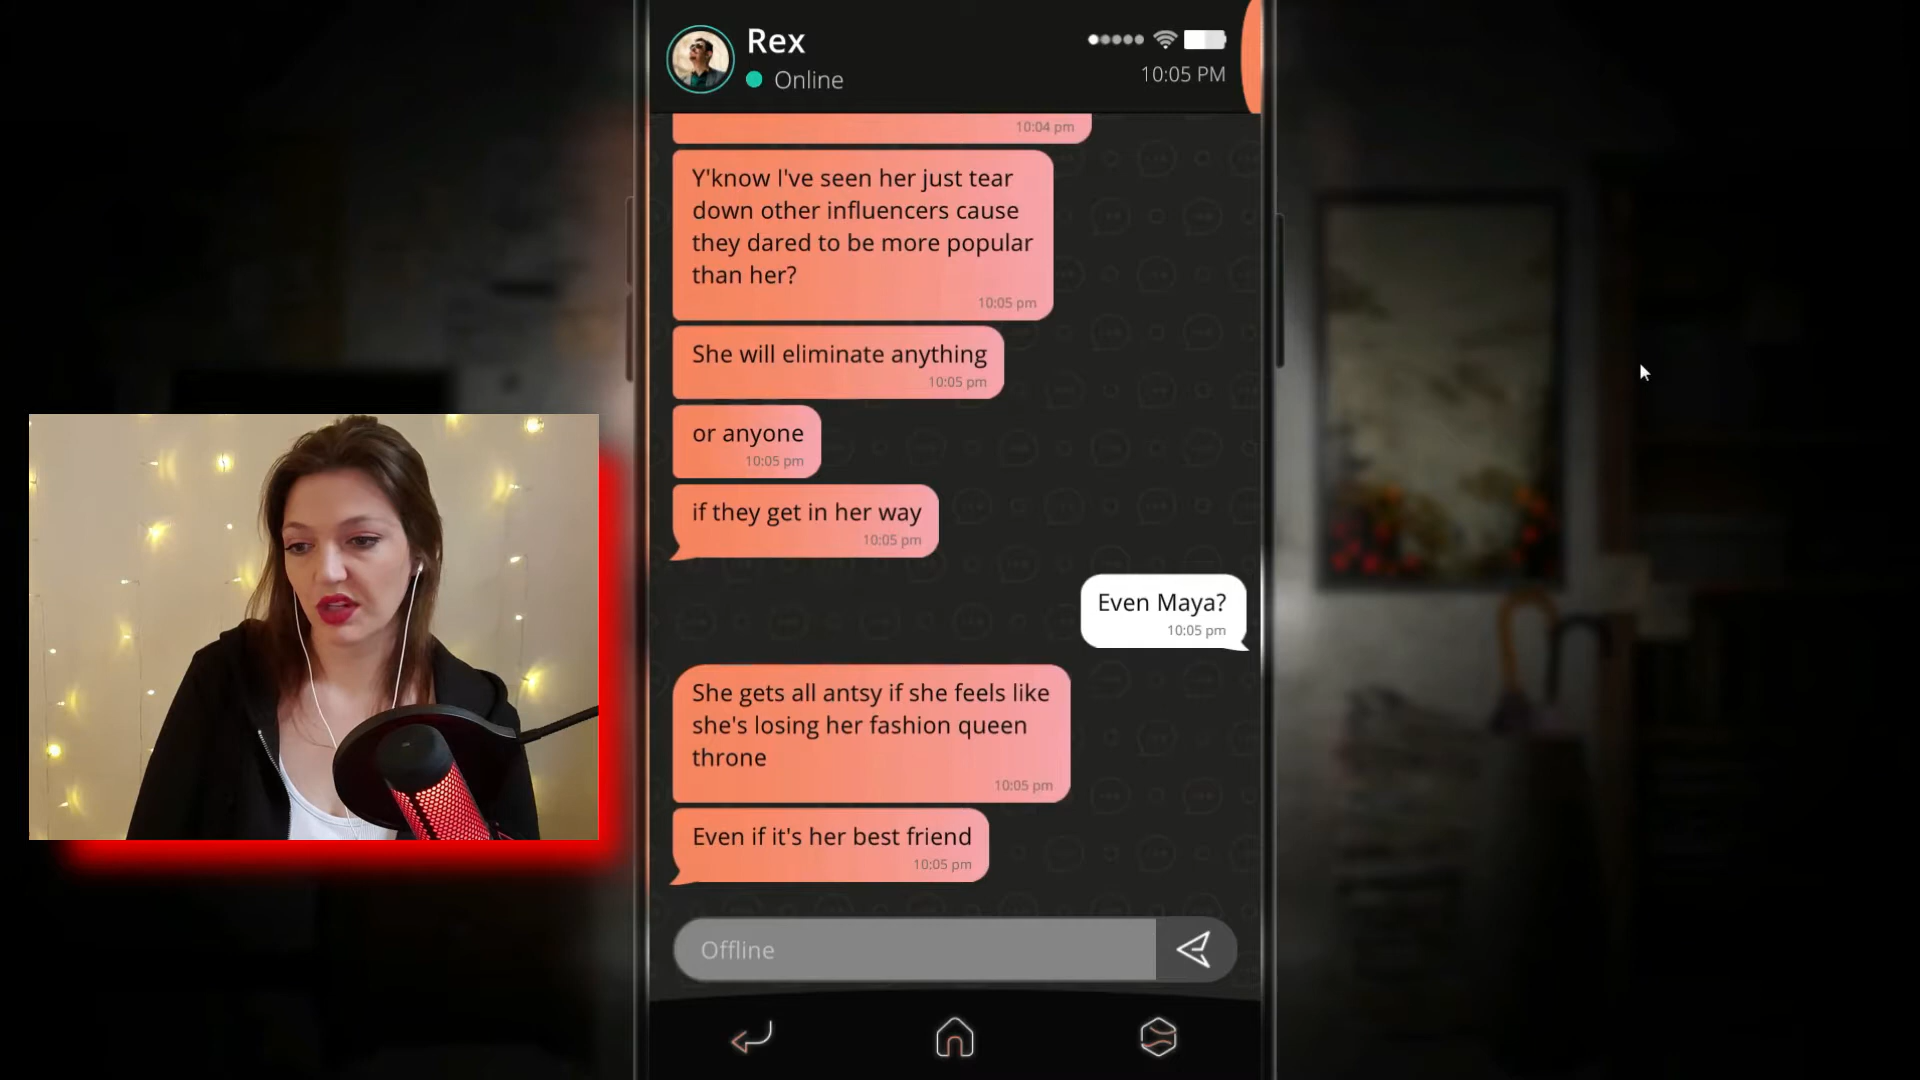 Rex
Online
10:05 PM
10:04 pm
Y'know I've seen her just tear
down other influencers cause
they dared to be more popular
than her?
10:05 pm
She will eliminate anything
10:05 pm
or anyone
10:05 pm
if they get in her way
10:05 pm
Even Maya?
10:05 pm
She gets all antsy if she feels like
she's losing her fashion queen
throne
10:05 pm
Even if it's her best friend
10:05 pm
Offline